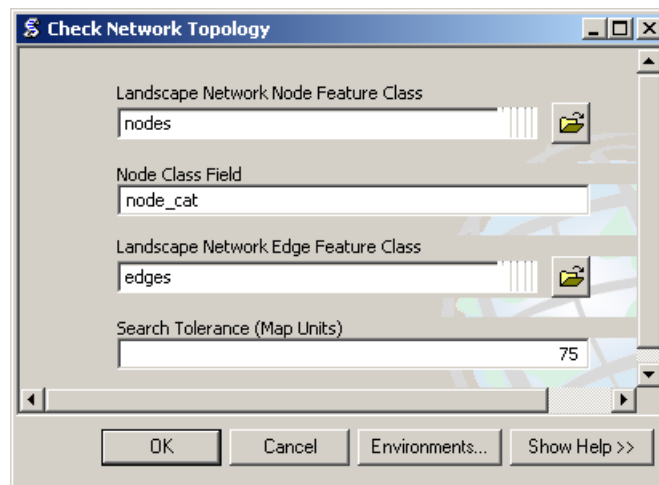 Check Network Topology
Landscape Network Node Feature Class
nodes
Node Class Field
node_cat
Landscape Network Edge Feature Class
edges
Search Tolerance (Map Units)
75
OK Cancel Environments... Show Help >>